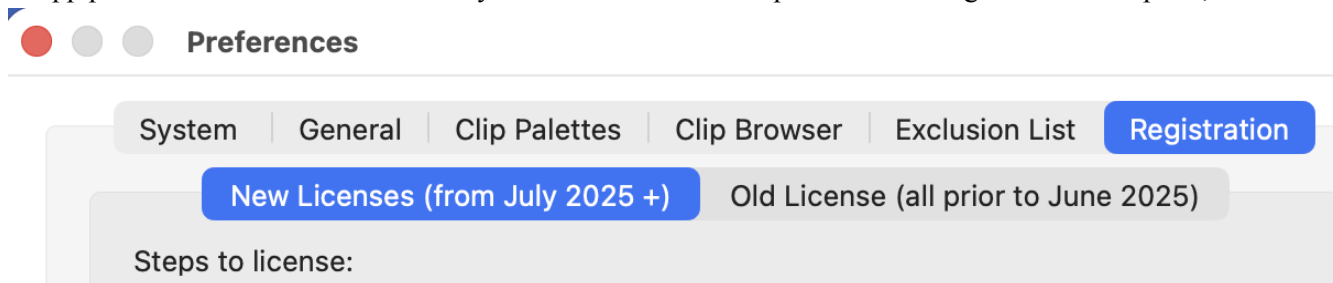 Preferences
System General Clip Palettes Clip Browser Exclusion List Registration
New Licenses (from July 2025 +) Old License (all prior to June 2025)
Steps to license: